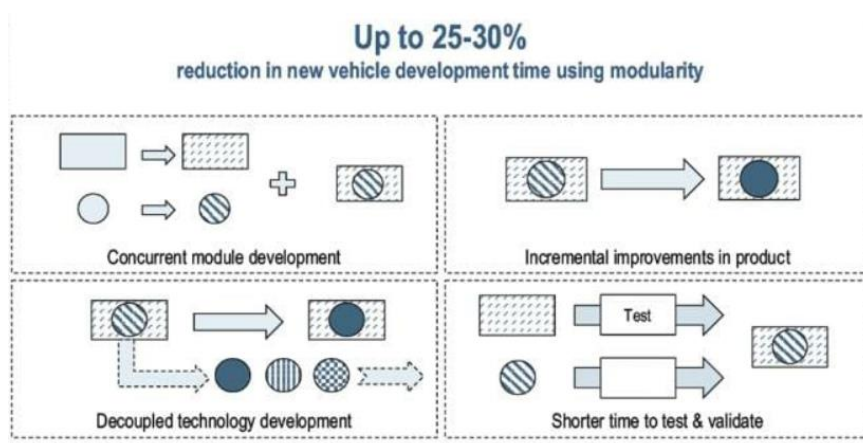 Up to 25-30%
reduction in new vehicle development time using modularity
Concurrent module development
Incremental improvements in product
Test
Decoupled technology development
Shorter time to test & validate